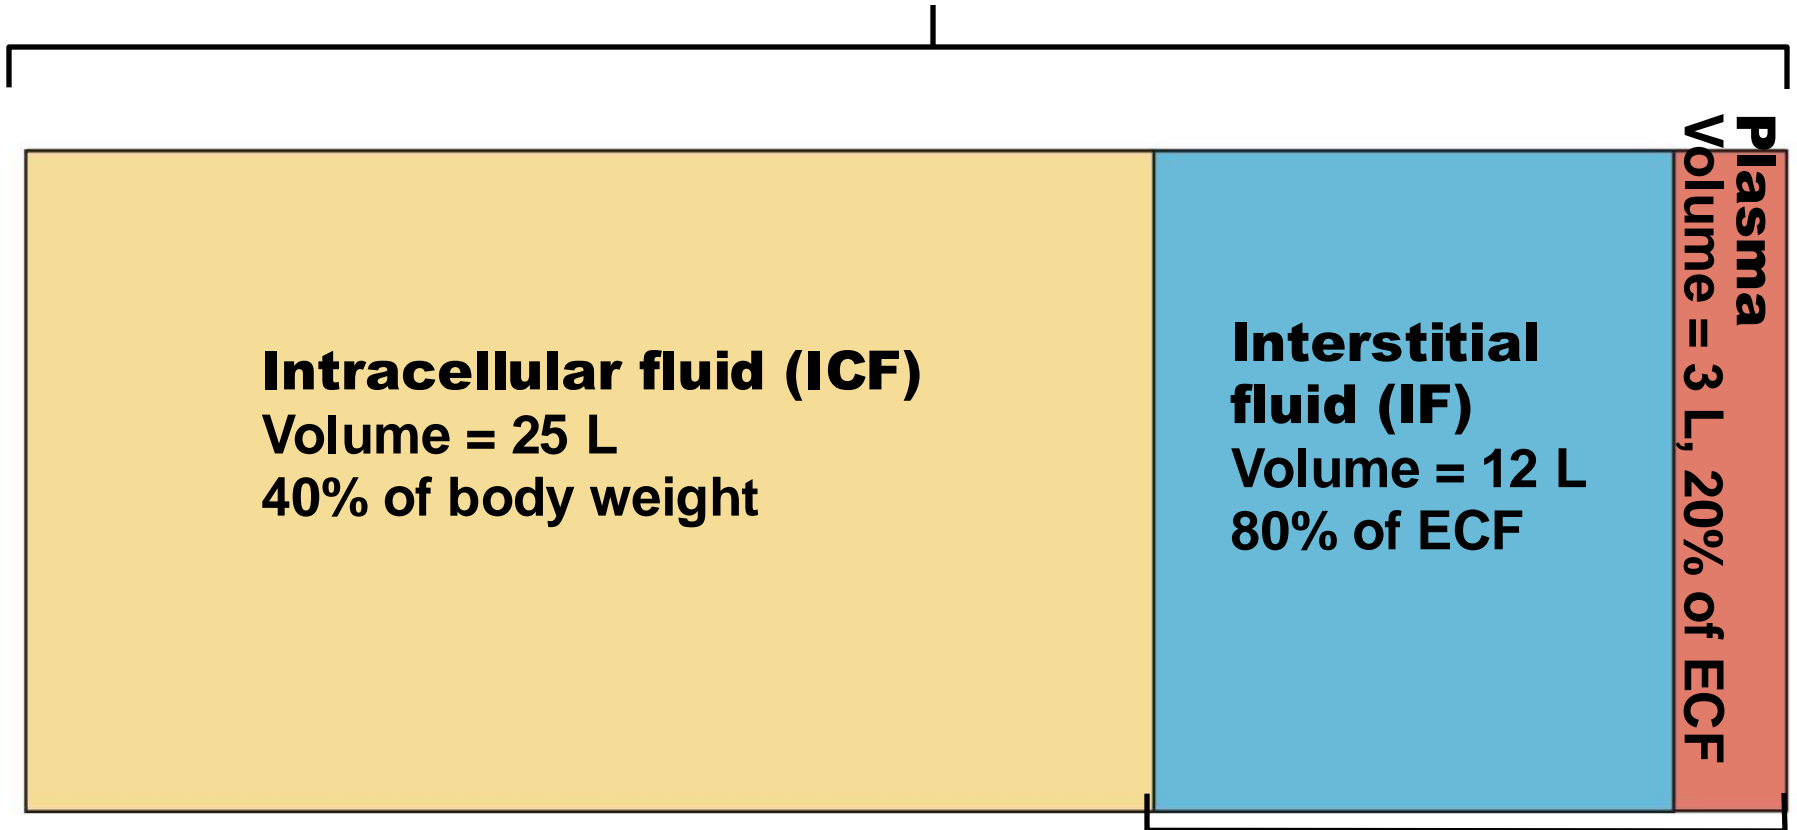 Intracellular fluid (ICF)
Volume = 25 L
40% of body weight
Interstitial
fluid (IF)
Volume = 12 L
80% of ECF
Plasma
Volume = 3 L, 20% of ECF